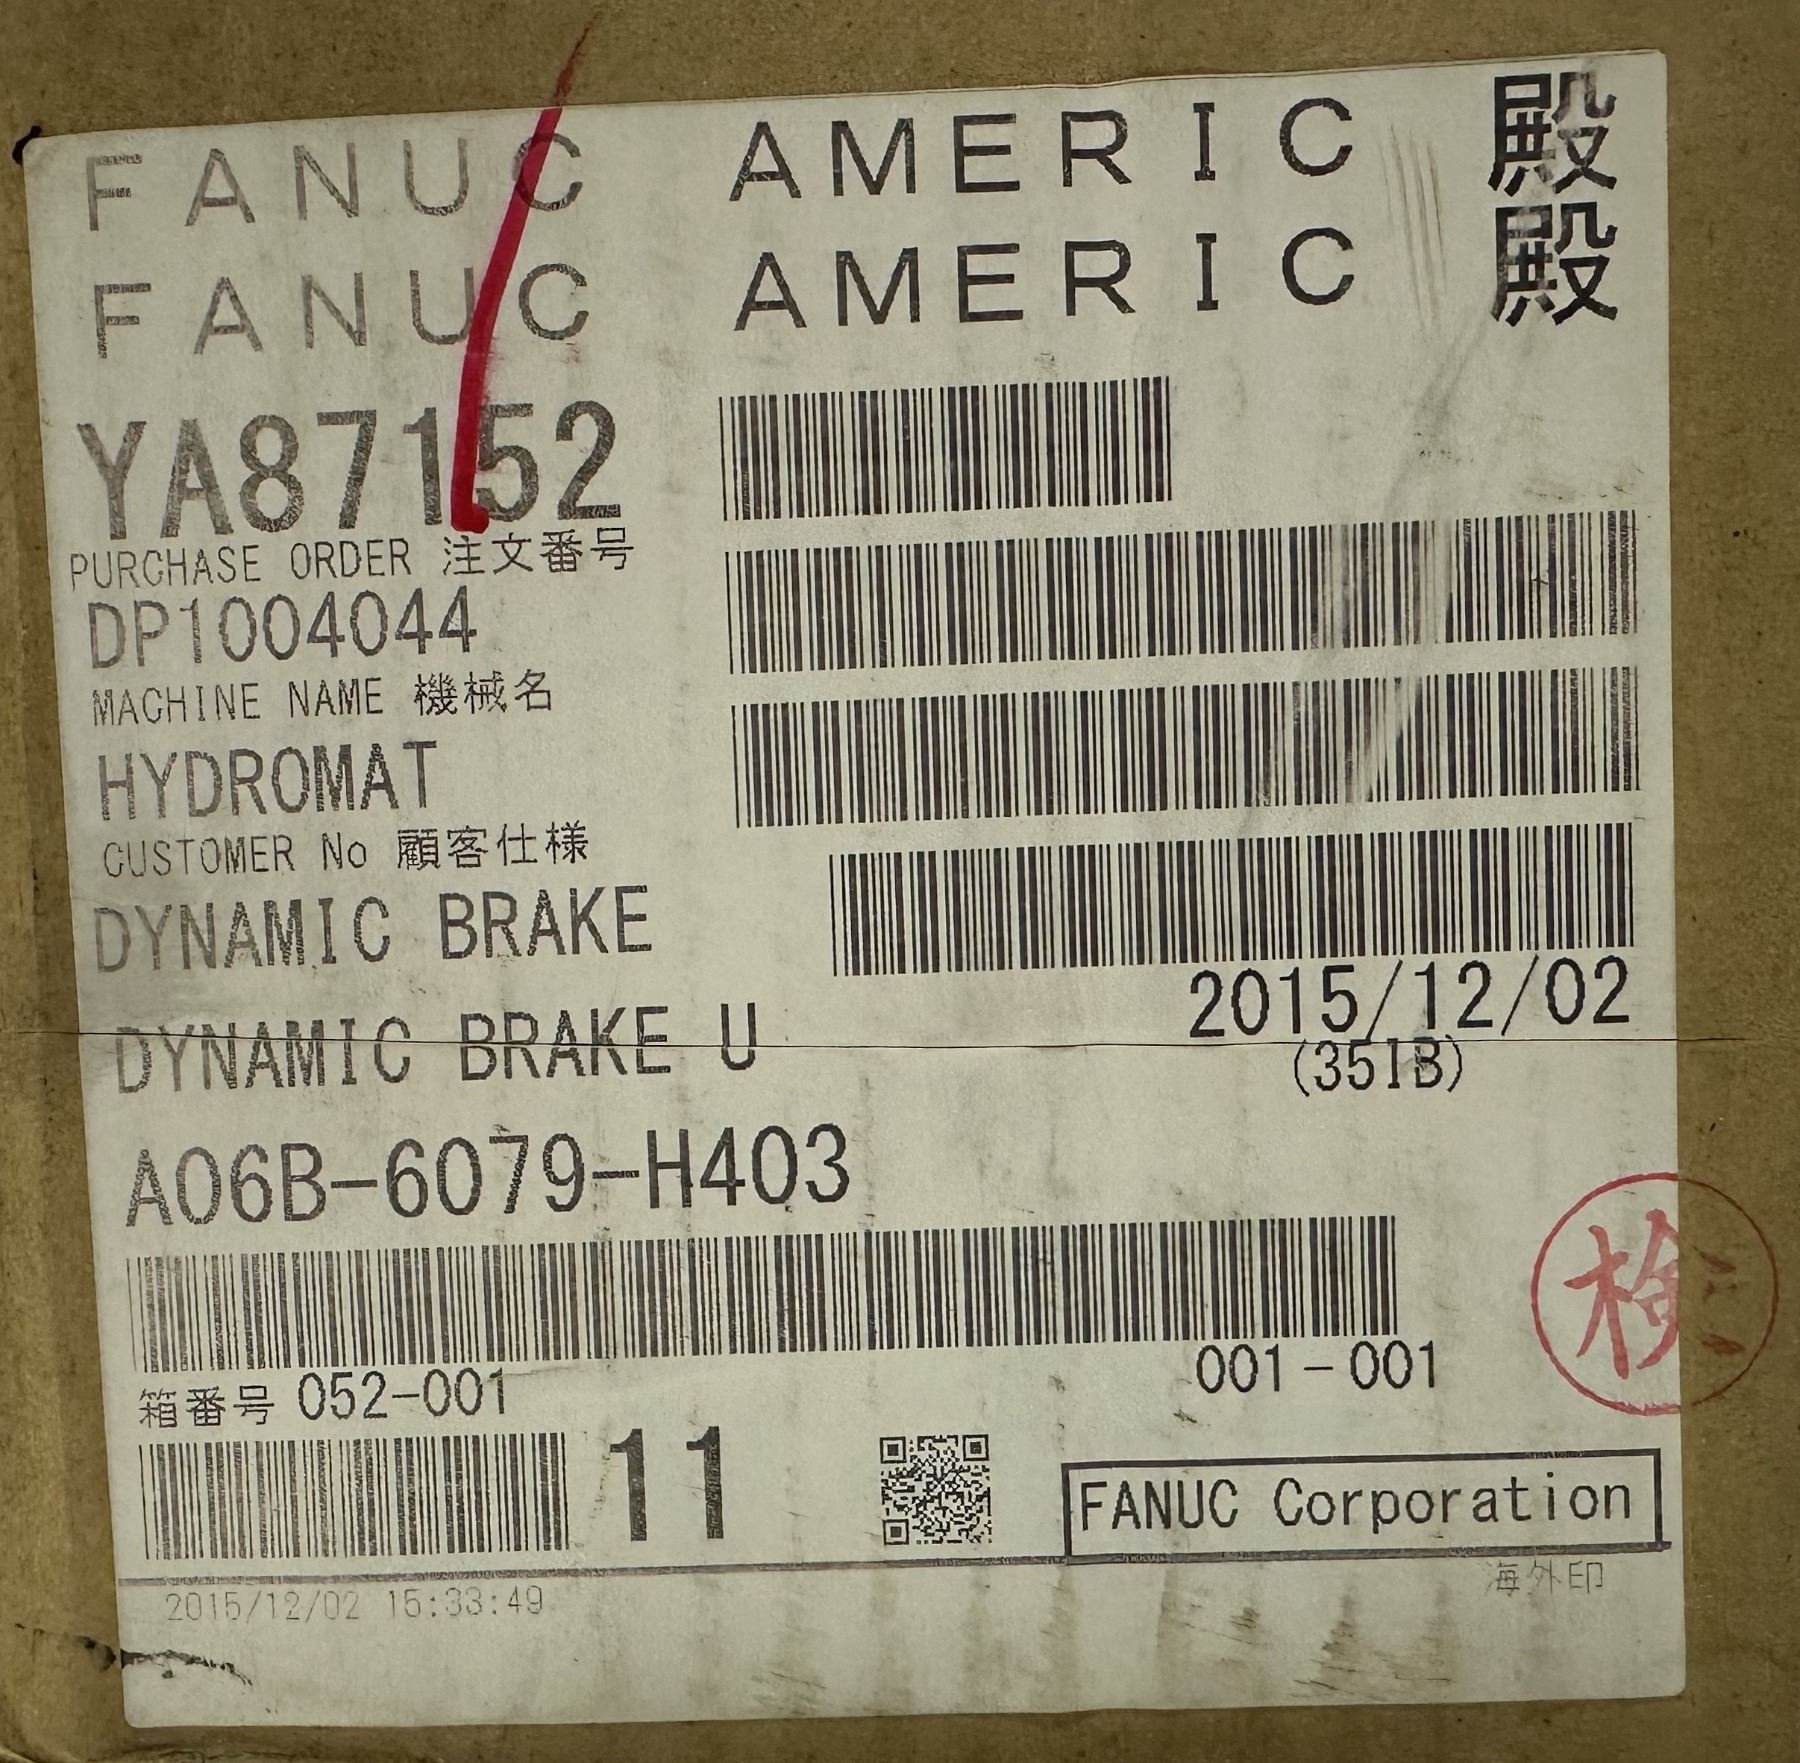 FANUC AMERIC 殿
FANUC AMERIC 殿
YA87152
PURCHASE ORDER 注文番号
DP1004044
MACHINE NAME 機械名
HYDROMAT
CUSTOMER No 顧客仕様
DYNAMIC BRAKE
2015/12/02
DYNAMIC BRAKE U
(35IB)
A06B-6079-H403
検
001-001
箱番号 052-001
11
FANUC Corporation
海外印
2015/12/02 15:33:49